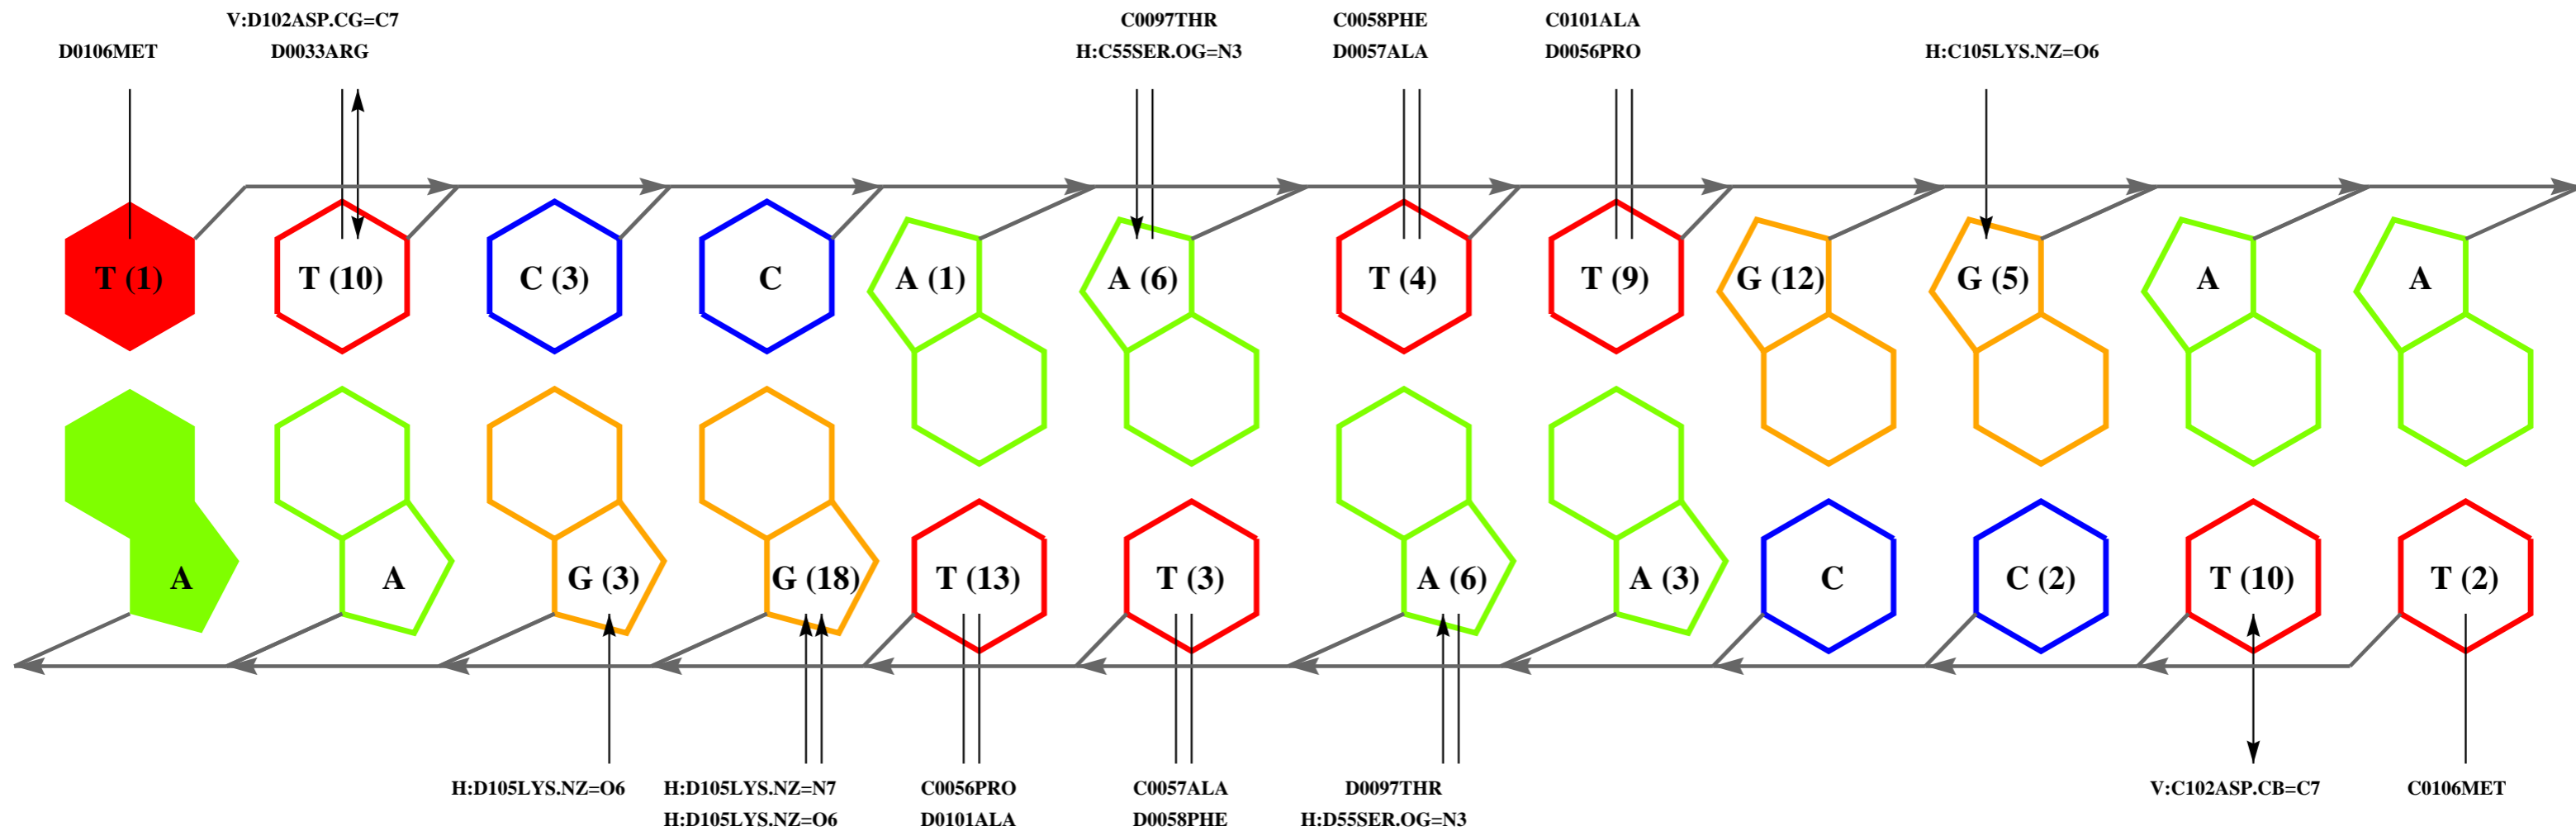 V:D102ASP.CG=C7 C0097THR C0058PHE C0101ALA
D0106MET D0033ARG H:C55SER.OG=N3 D0057ALA D0056PRO H:C105LYS.NZ=O6
T (1) T (10) C (3) C A (1) A (6) T (4) T (9) G (12) G (5) A A
A A G (3) G (18) T (13) T (3) A (6) A (3) C C (2) T (10) T (2)
H:D105LYS.NZ=O6 H:D105LYS.NZ=N7 C0056PRO C0057ALA D0097THR V:C102ASP.CB=C7 C0106MET
H:D105LYS.NZ=O6 D0101ALA D0058PHE H:D55SER.OG=N3